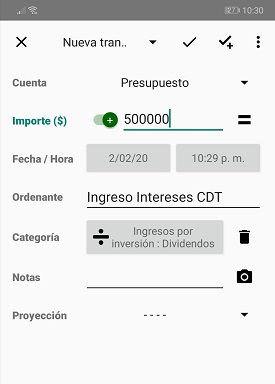 10:30
Nueva tran..
Cuenta Presupuesto
Importe ($) 500000
Fecha / Hora 2/02/20 10:29 p. m.
Ordenante Ingreso Intereses CDT
Categoría Ingresos por
inversión : Dividendos
Notas
Proyección - - - -